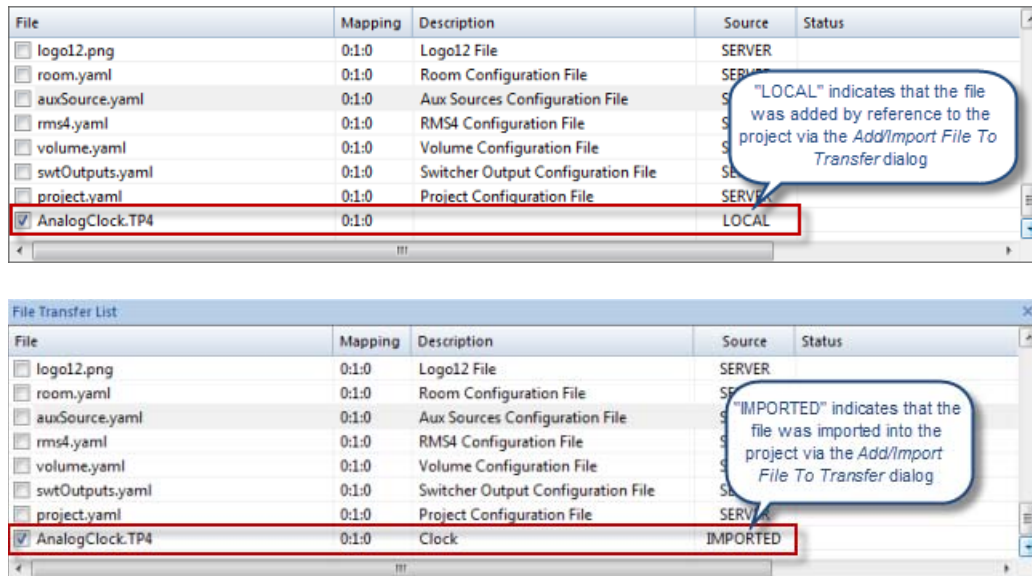 File Mapping Description Source Status
logo12.png 0:1:0 Logo12 File SERVER
room.yaml 0:1:0 Room Configuration File
auxSource.yaml 0:1:0 Aux Sources Configuration File
rms4.yaml 0:1:0 RMS4 Configuration File
volume.yaml 0:1:0 Volume Configuration File
swtOutputs.yaml 0:1:0 Switcher Output Configuration File
project.yaml 0:1:0 Project Configuration File
AnalogClock.TP4 0:1:0 LOCAL
"LOCAL" indicates that the file
was added by reference to the
project via the Add/Import File To
Transfer dialog
File Transfer List
File Mapping Description Source Status
logo12.png 0:1:0 Logo12 File SERVER
room.yaml 0:1:0 Room Configuration File
auxSource.yaml 0:1:0 Aux Sources Configuration File
rms4.yaml 0:1:0 RMS4 Configuration File
volume.yaml 0:1:0 Volume Configuration File
swtOutputs.yaml 0:1:0 Switcher Output Configuration File
project.yaml 0:1:0 Project Configuration File
AnalogClock.TP4 0:1:0 Clock IMPORTED
"IMPORTED" indicates that the
file was imported into the
project via the Add/Import
File To Transfer dialog